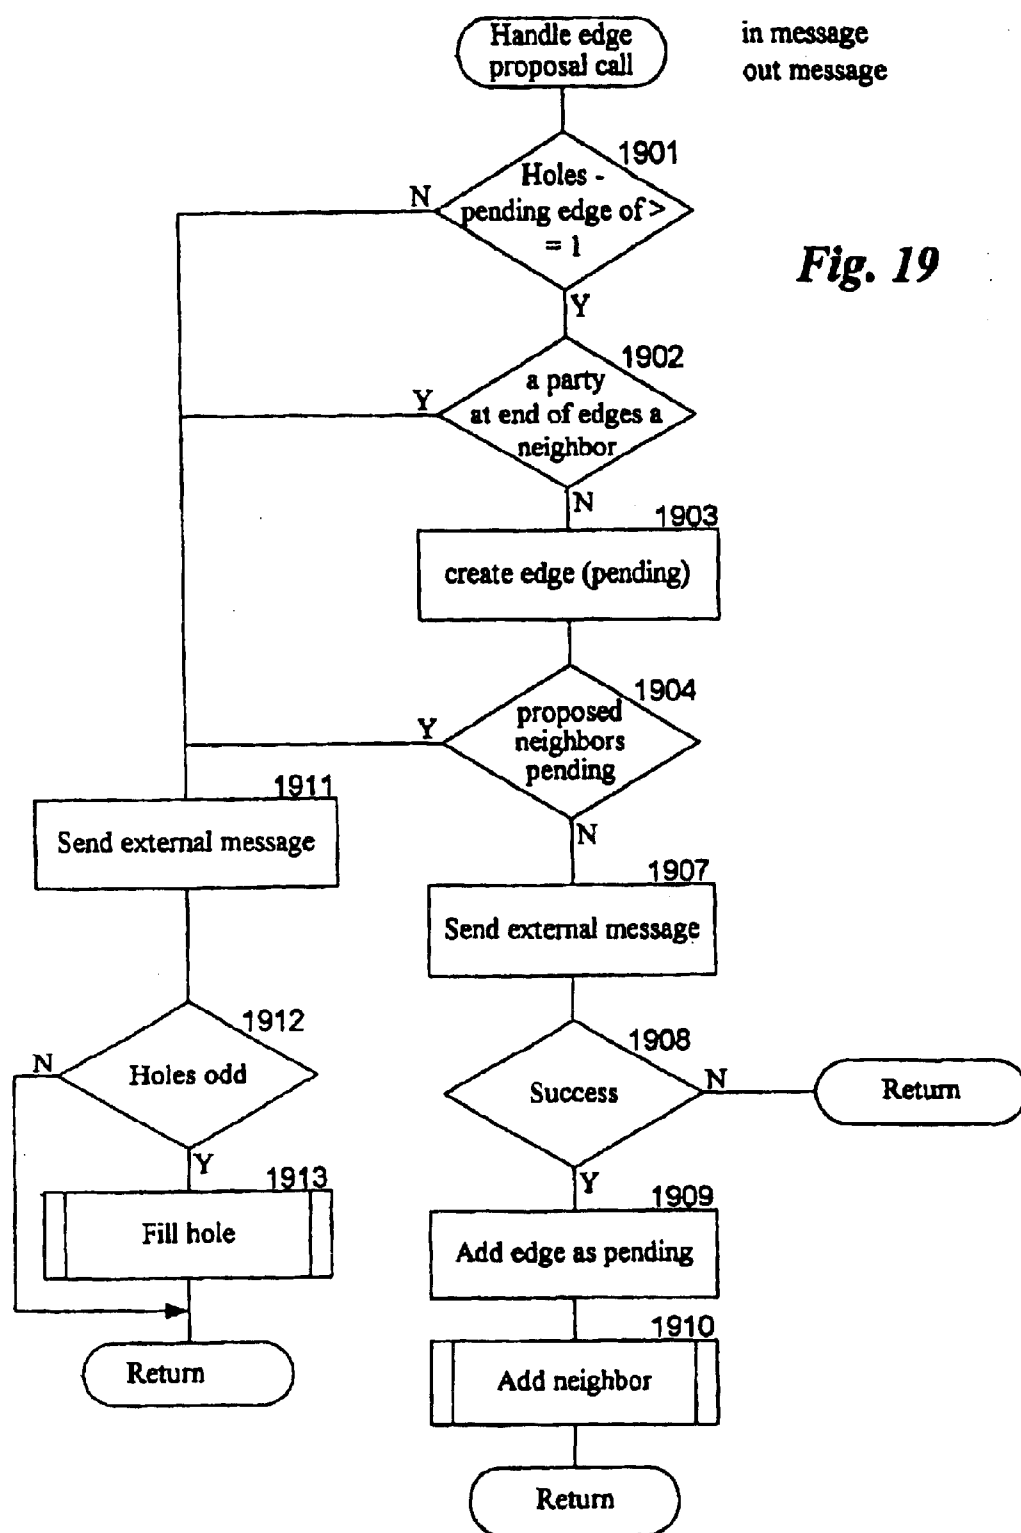 Handle edge
proposal call
in message
out message
1901
Holes -
pending edge of >
= 1
N
Y
Fig. 19
1902
a party
at end of edges a
neighbor
Y
N
1903
create edge (pending)
1904
proposed
neighbors
pending
Y
N
1911
Send external message
1907
Send external message
1912
Holes odd
N
Y
1908
Success
N
Return
Y
1913
Fill hole
1909
Add edge as pending
1910
Add neighbor
Return
Return